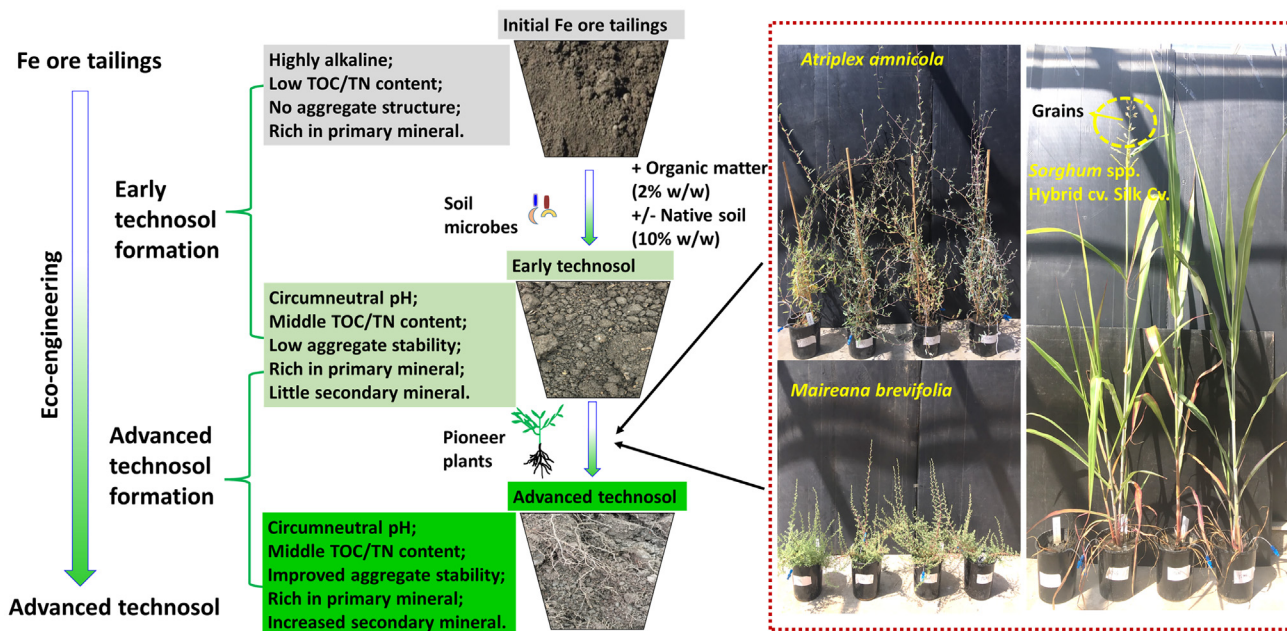 Fe ore tailings
Eco-engineering
Advanced technosol
Early
technosol
formation
Advanced
technosol
formation
Initial Fe ore tailings
Highly alkaline;
Low TOC/TN content;
No aggregate structure;
Rich in primary mineral.
Soil
microbes
+ Organic matter
(2% w/w)
+/- Native soil
(10% w/w)
Early technosol
Circumneutral pH;
Middle TOC/TN content;
Low aggregate stability;
Rich in primary mineral;
Little secondary mineral.
Pioneer
plants
Advanced technosol
Circumneutral pH;
Middle TOC/TN content;
Improved aggregate stability;
Rich in primary mineral;
Increased secondary mineral.
Atriplex amnicola
Maireana brevifolia
Grains
Sorghum spp.
Hybrid cv. Silk Cv.